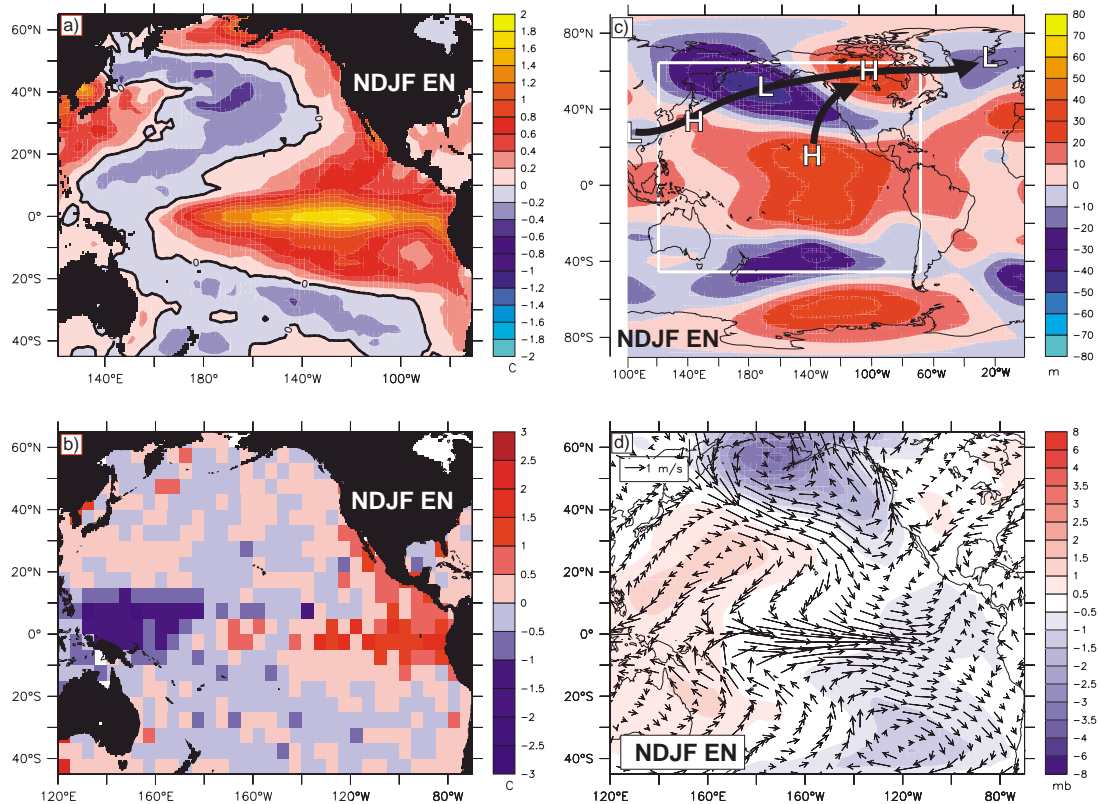 a)
NDJF EN
0
0
0
60°N
40°N
20°N
0°
20°S
40°S
140°E
180°W
140°W
100°W
2
1.8
1.6
1.4
1.2
1
0.8
0.6
0.4
0.2
0
−0.2
−0.4
−0.6
−0.8
−1
−1.2
−1.4
−1.6
−1.8
−2
C
c)
L
H
L
H
H
L
NDJF EN
80°N
40°N
0°
40°S
80°S
100°E
140°E
180°
140°W
100°W
60°W
20°W
80
70
60
50
40
30
20
10
0
−10
−20
−30
−40
−50
−60
−70
−80
m
b)
NDJF EN
60°N
40°N
20°N
0°
20°S
40°S
120°E
160°E
160°W
120°W
80°W
3
2.5
2
1.5
1
0.5
0
−0.5
−1
−1.5
−2
−2.5
−3
C
d)
1 m/s
NDJF EN
60°N
40°N
20°N
0°
20°S
40°S
120°E
160°E
160°W
120°W
80°W
8
6
4
3.5
3
2.5
2
1.5
1
0.5
−0.5
−1
−1.5
−2
−2.5
−3
−3.5
−4
−6
−8
mb